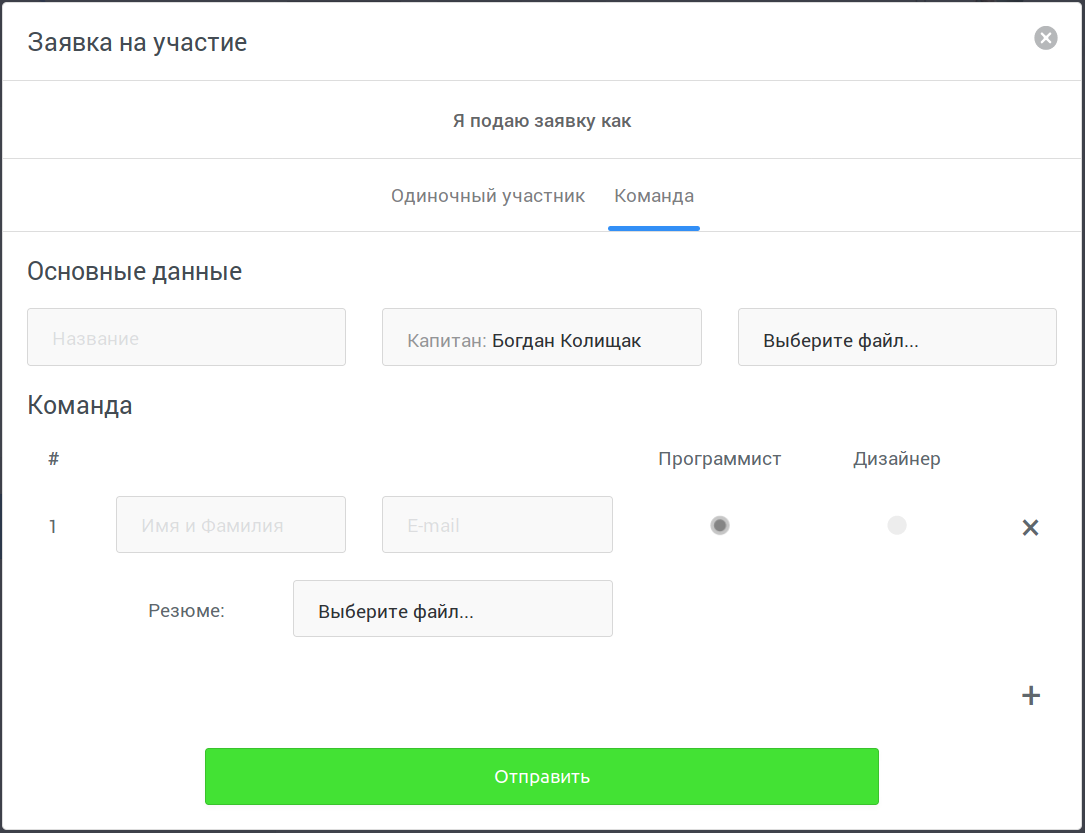 Заявка на участие
Я подаю заявку как
Одиночный участник Команда
Основные данные
Название Капитан: Богдан Колищак Выберите файл...
Команда
# Программист Дизайнер
1 Имя и Фамилия E-mail
Резюме: Выберите файл...
Отправить